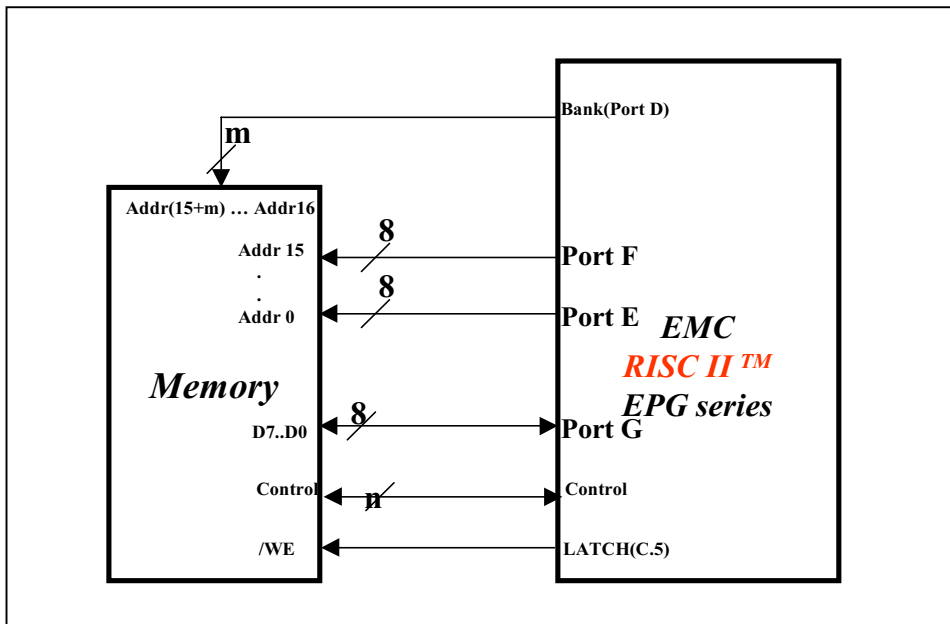 Bank(Port D)
m
Addr(15+m) … Addr16
Addr 15
.
.
Addr 0
8
Port F
8
Port E
EMC
RISC II TM
EPG series
Memory
D7..D0
8
Port G
Control
n
Control
/WE
LATCH(C.5)